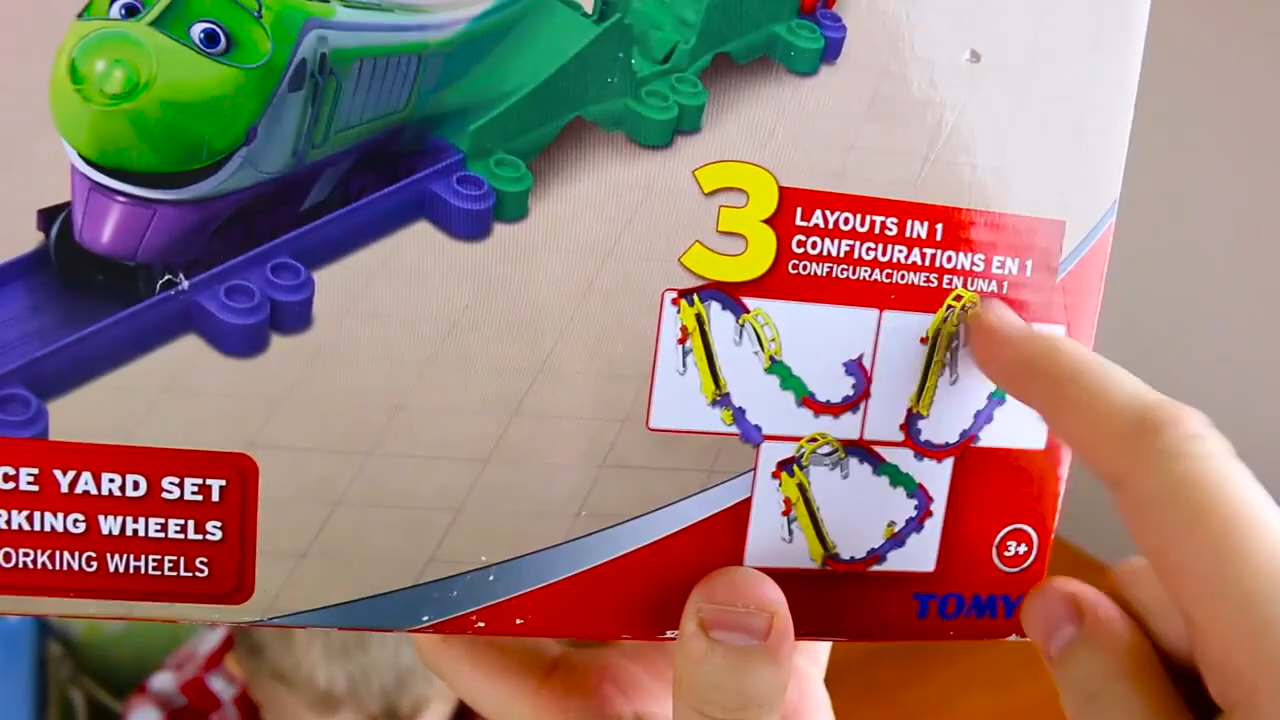 3
LAYOUTS IN 1
CONFIGURATIONS EN 1
CONFIGURACIONES EN UNA 1
CE YARD SET
RKING WHEELS
ORKING WHEELS
3+
TOMY